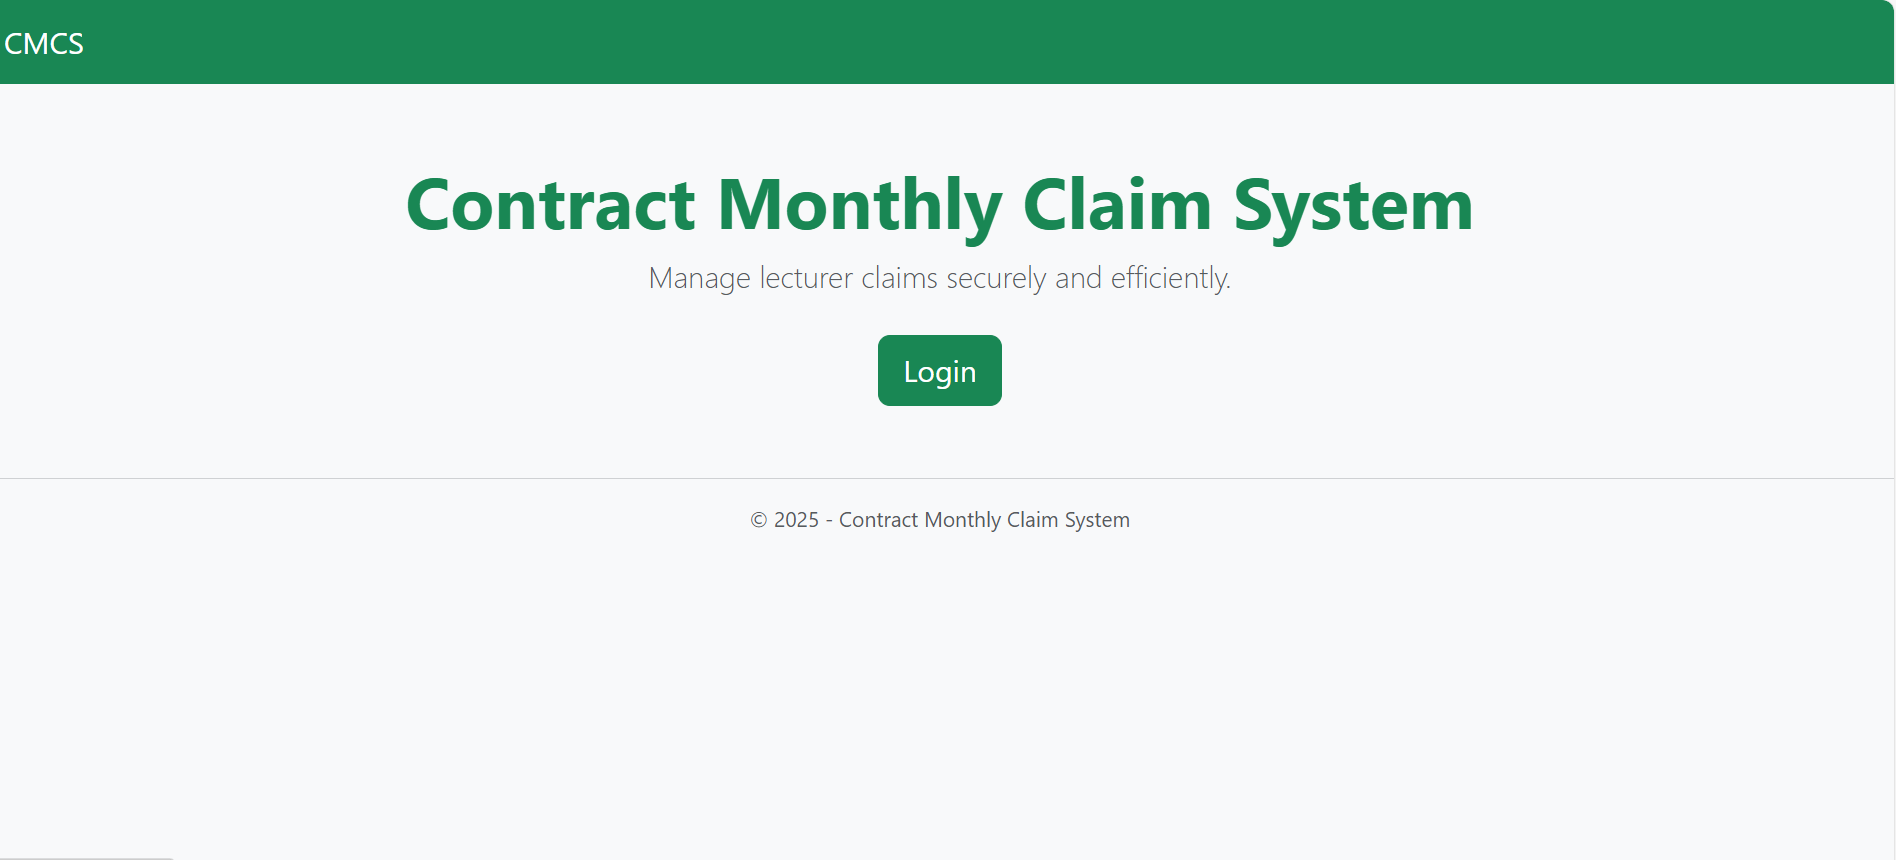 CMCS
Contract Monthly Claim System
Manage lecturer claims securely and efficiently.
Login
© 2025 - Contract Monthly Claim System